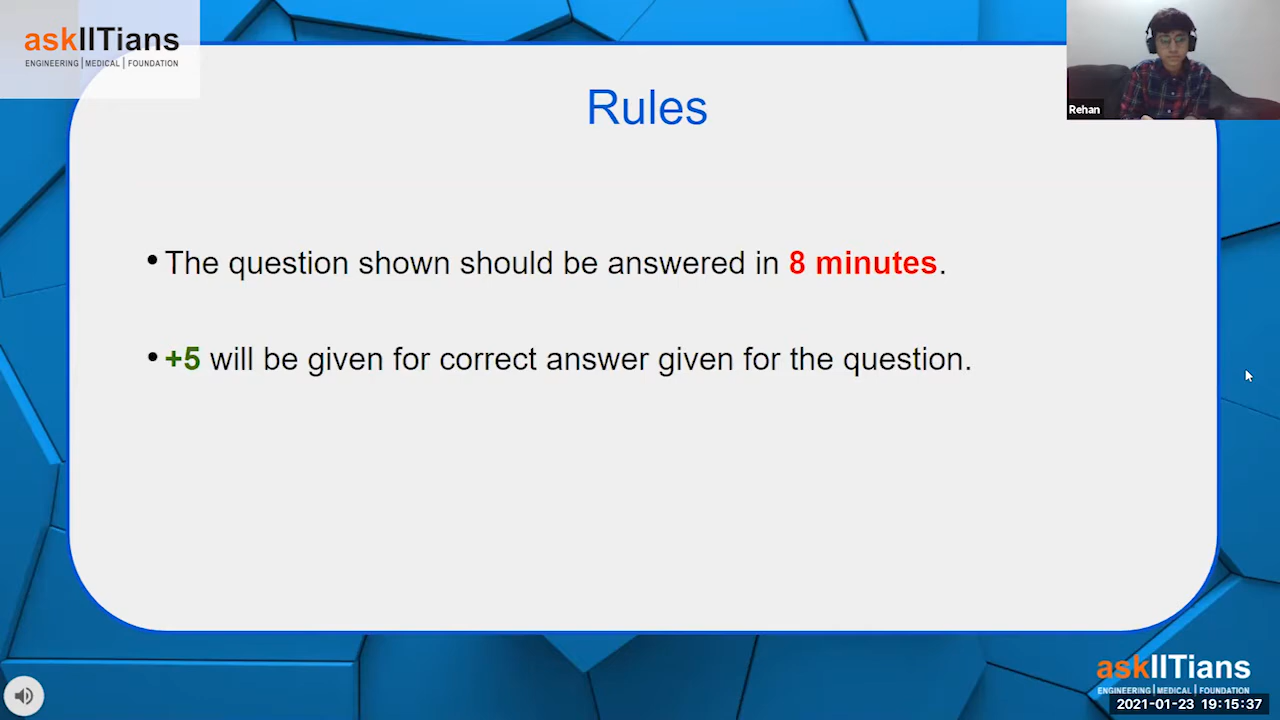 askIITians
ENGINEERING | MEDICAL | FOUNDATION
Rehan
Rules
• The question shown should be answered in 8 minutes.
• +5 will be given for correct answer given for the question.
askIITians
ENGINEERING | MEDICAL | FOUNDATION
2021-01-23 19:15:37